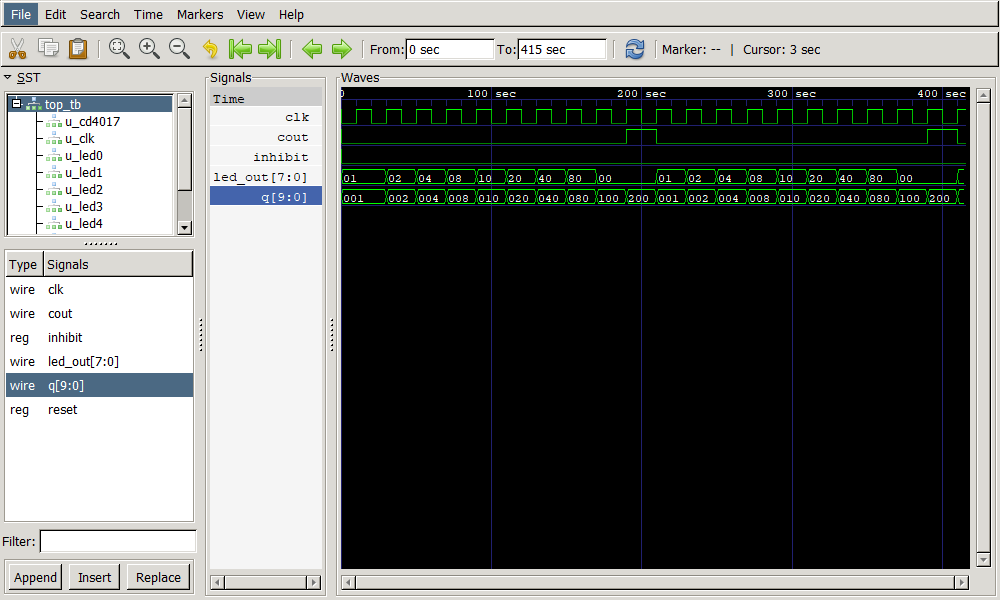 File Edit Search Time Markers View Help
From: 0 sec To: 415 sec Marker: -- | Cursor: 3 sec
SST
top_tb
u_cd4017
u_clk
u_led0
u_led1
u_led2
u_led3
u_led4
Type Signals
wire clk
wire cout
reg inhibit
wire led_out[7:0]
wire q[9:0]
reg reset
Filter:
Append Insert Replace
Signals
Time
clk
cout
inhibit
led_out[7:0]
q[9:0]
Waves
0 100 sec 200 sec 300 sec 400 sec
01 02 04 08 10 20 40 80 00 01 02 04 08 10 20 40 80 00
001 002 004 008 010 020 040 080 100 200 001 002 004 008 010 020 040 080 100 200